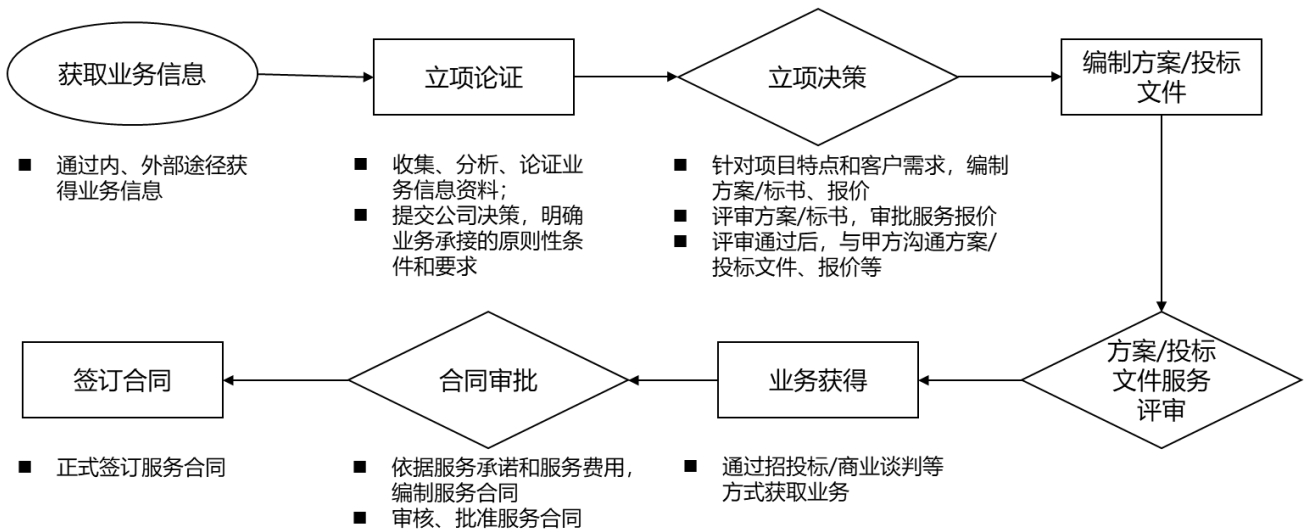 获取业务信息
立项论证
立项决策
编制方案/投标
文件
■ 通过内、外部途径获
得业务信息
■ 收集、分析、论证业
务信息资料；
■ 提交公司决策，明确
业务承接的原则性条
件和要求
■ 针对项目特点和客户需求，编制
方案/标书、报价
■ 评审方案/标书，审批服务报价
■ 评审通过后，与甲方沟通方案/
投标文件、报价等
签订合同
合同审批
业务获得
方案/投标
文件服务
评审
■ 正式签订服务合同
■ 依据服务承诺和服务费用，
编制服务合同
■ 审核、批准服务合同
■ 通过招投标/商业谈判等
方式获取业务